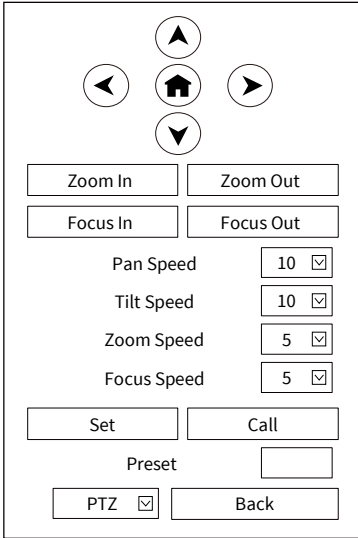 Zoom In Zoom Out
Focus In Focus Out
Pan Speed 10
Tilt Speed 10
Zoom Speed 5
Focus Speed 5
Set Call
Preset
PTZ Back